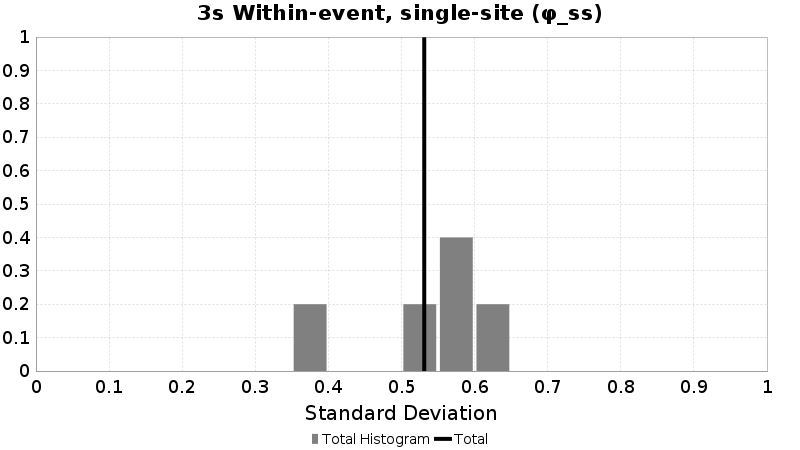 3s Within-event, single-site (φ_ss)
1
0.9
0.8
0.7
0.6
0.5
0.4
0.3
0.2
0.1
0
0 0.1 0.2 0.3 0.4 0.5 0.6 0.7 0.8 0.9 1
Standard Deviation
Total Histogram Total